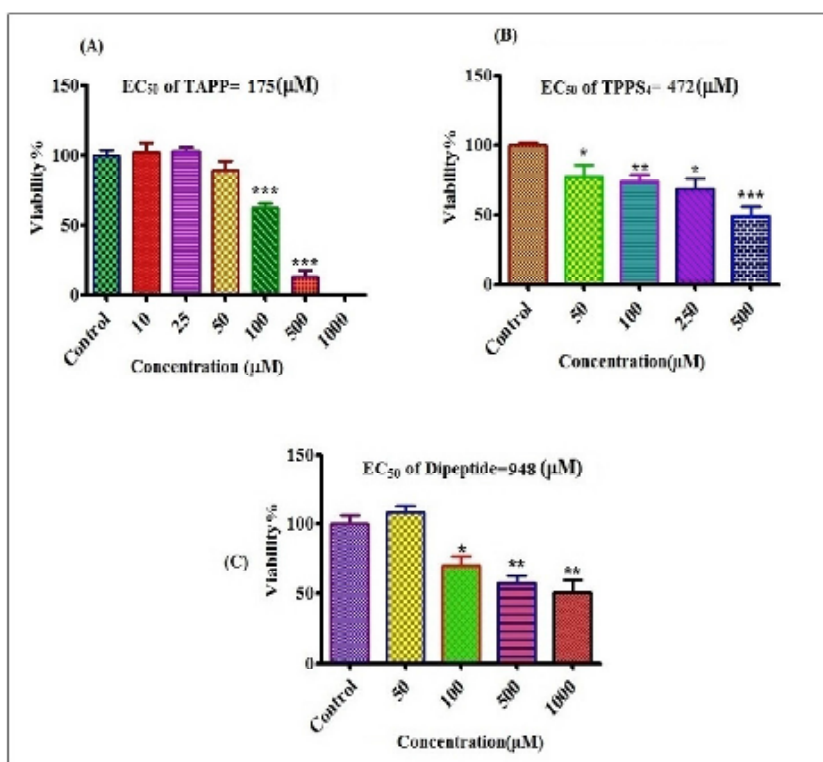 (A)
EC₅₀ of TAPP= 175(μM)
Viability%
150
100
50
0
***
***
Control
10
25
50
100
500
1000
Concentration (μM)
(B)
EC₅₀ of TPPS₄= 472(μM)
Viability%
150
100
50
0
*
**
*
***
Control
50
100
250
500
Concentration(μM)
(C)
EC₅₀ of Dipeptide=948 (μM)
Viability%
150
100
50
0
*
**
**
Control
50
100
500
1000
Concentration(μM)